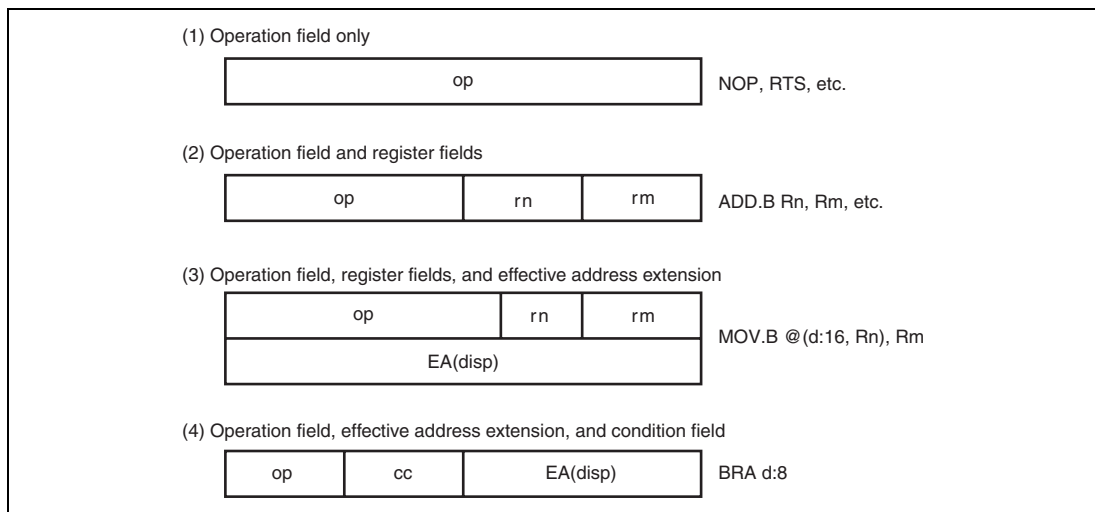 (1) Operation field only
op
NOP, RTS, etc.
(2) Operation field and register fields
op rn rm
ADD.B Rn, Rm, etc.
(3) Operation field, register fields, and effective address extension
op rn rm
MOV.B @(d:16, Rn), Rm
EA(disp)
(4) Operation field, effective address extension, and condition field
op cc EA(disp) BRA d:8